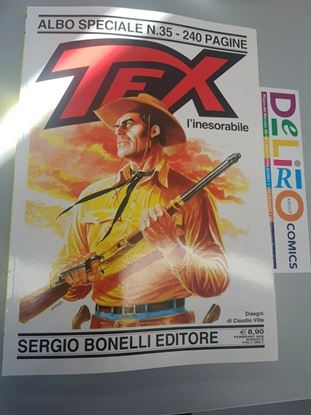 ALBO SPECIALE N.35 - 240 PAGINE
TEX
l'inesorabile
Disegni
di Claudio Villa
SERGIO BONELLI EDITORE
€ 8,90
DELIRIO
COMICS